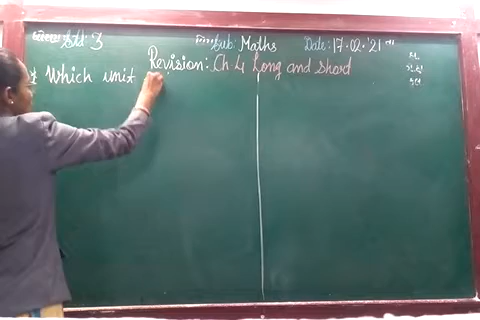 Std: 3 Sub: Maths Date: 17.02.'21
Revision: Ch 4 Long and Short
Which unit